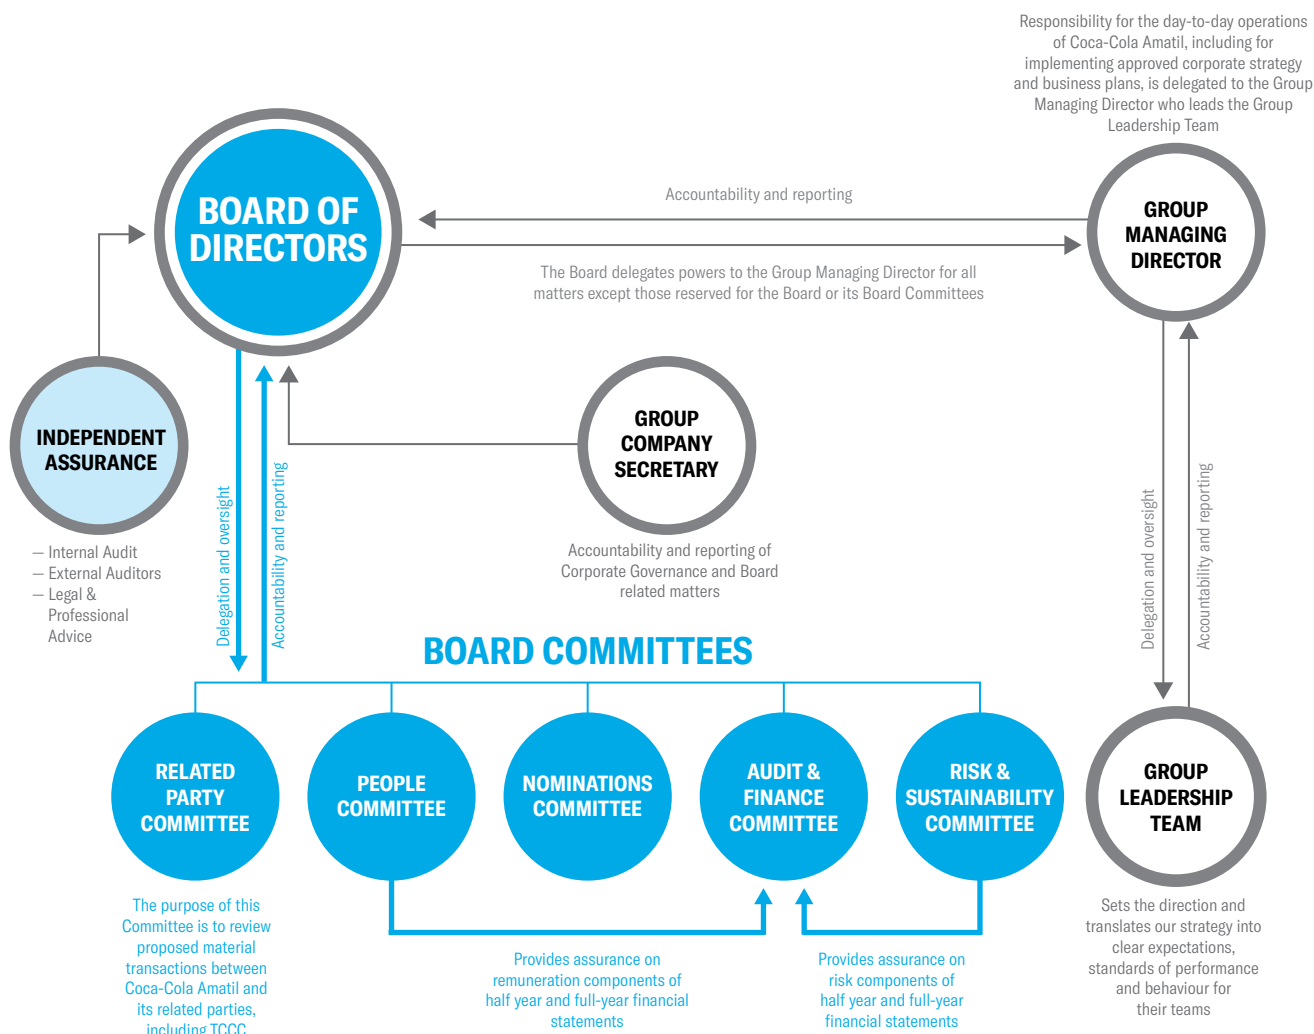 Responsibility for the day-to-day operations
of Coca-Cola Amatil, including for
implementing approved corporate strategy
and business plans, is delegated to the Group
Managing Director who leads the Group
Leadership Team
BOARD OF
DIRECTORS
Accountability and reporting
The Board delegates powers to the Group Managing Director for all
matters except those reserved for the Board or its Board Committees
GROUP
MANAGING
DIRECTOR
INDEPENDENT
ASSURANCE
— Internal Audit
— External Auditors
— Legal &
Professional
Advice
Delegation and oversight
Accountability and reporting
GROUP
COMPANY
SECRETARY
Accountability and reporting of
Corporate Governance and Board
related matters
Delegation and oversight
Accountability and reporting
BOARD COMMITTEES
RELATED
PARTY
COMMITTEE
PEOPLE
COMMITTEE
NOMINATIONS
COMMITTEE
AUDIT &
FINANCE
COMMITTEE
RISK &
SUSTAINABILITY
COMMITTEE
GROUP
LEADERSHIP
TEAM
The purpose of this
Committee is to review
proposed material
transactions between
Coca-Cola Amatil and
its related parties,
including TCCC
Provides assurance on
remuneration components of
half year and full-year financial
statements
Provides assurance on
risk components of
half year and full-year
financial statements
Sets the direction and
translates our strategy into
clear expectations,
standards of performance
and behaviour for
their teams